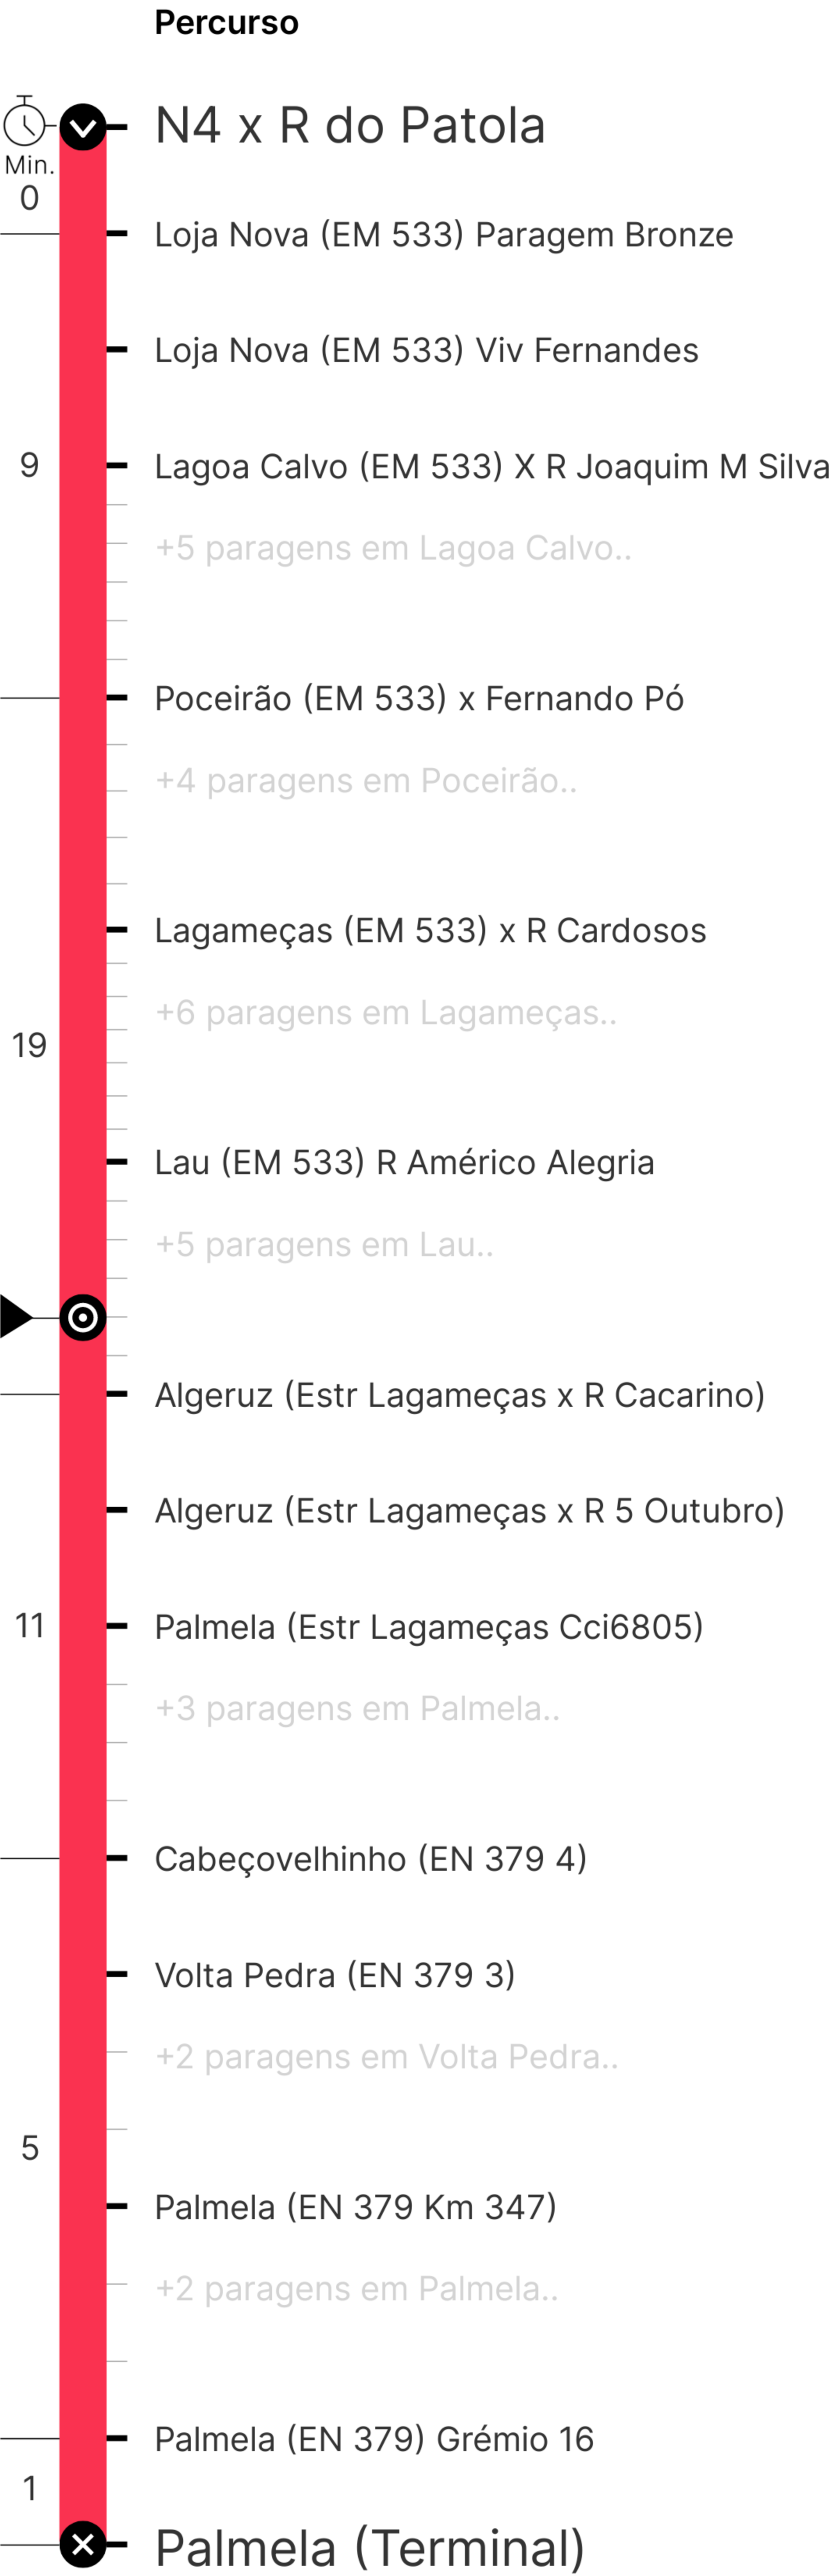 Percurso
N4 x R do Patola
Min.
0
Loja Nova (EM 533) Paragem Bronze
Loja Nova (EM 533) Viv Fernandes
9
Lagoa Calvo (EM 533) X R Joaquim M Silva
+5 paragens em Lagoa Calvo..
Poceirão (EM 533) x Fernando Pó
+4 paragens em Poceirão..
Lagameças (EM 533) x R Cardosos
+6 paragens em Lagameças..
19
Lau (EM 533) R Américo Alegria
+5 paragens em Lau..
Algeruz (Estr Lagameças x R Cacarino)
Algeruz (Estr Lagameças x R 5 Outubro)
11
Palmela (Estr Lagameças Cci6805)
+3 paragens em Palmela..
Cabeçovelhinho (EN 379 4)
Volta Pedra (EN 379 3)
+2 paragens em Volta Pedra..
5
Palmela (EN 379 Km 347)
+2 paragens em Palmela..
Palmela (EN 379) Grémio 16
1
Palmela (Terminal)